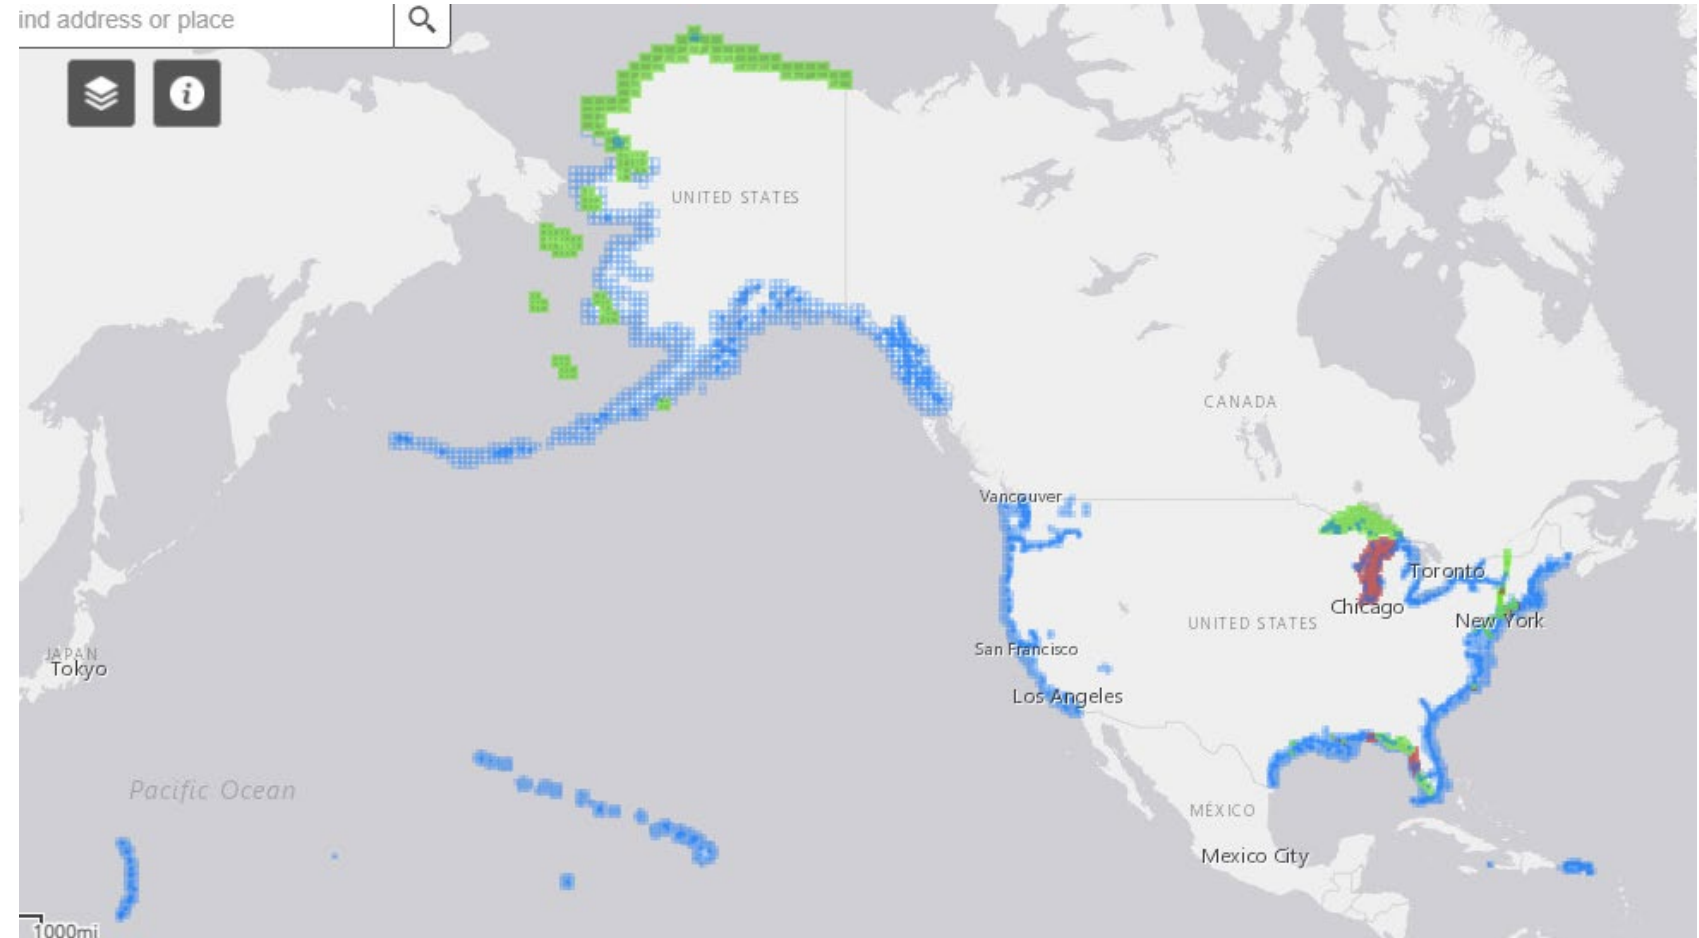 ind address or place
i
UNITED STATES
CANADA
Vancouver
Toronto
Chicago
New York
UNITED STATES
San Francisco
JAPAN
Tokyo
Los Angeles
Pacific Ocean
MÉXICO
Mexico City
1000mi